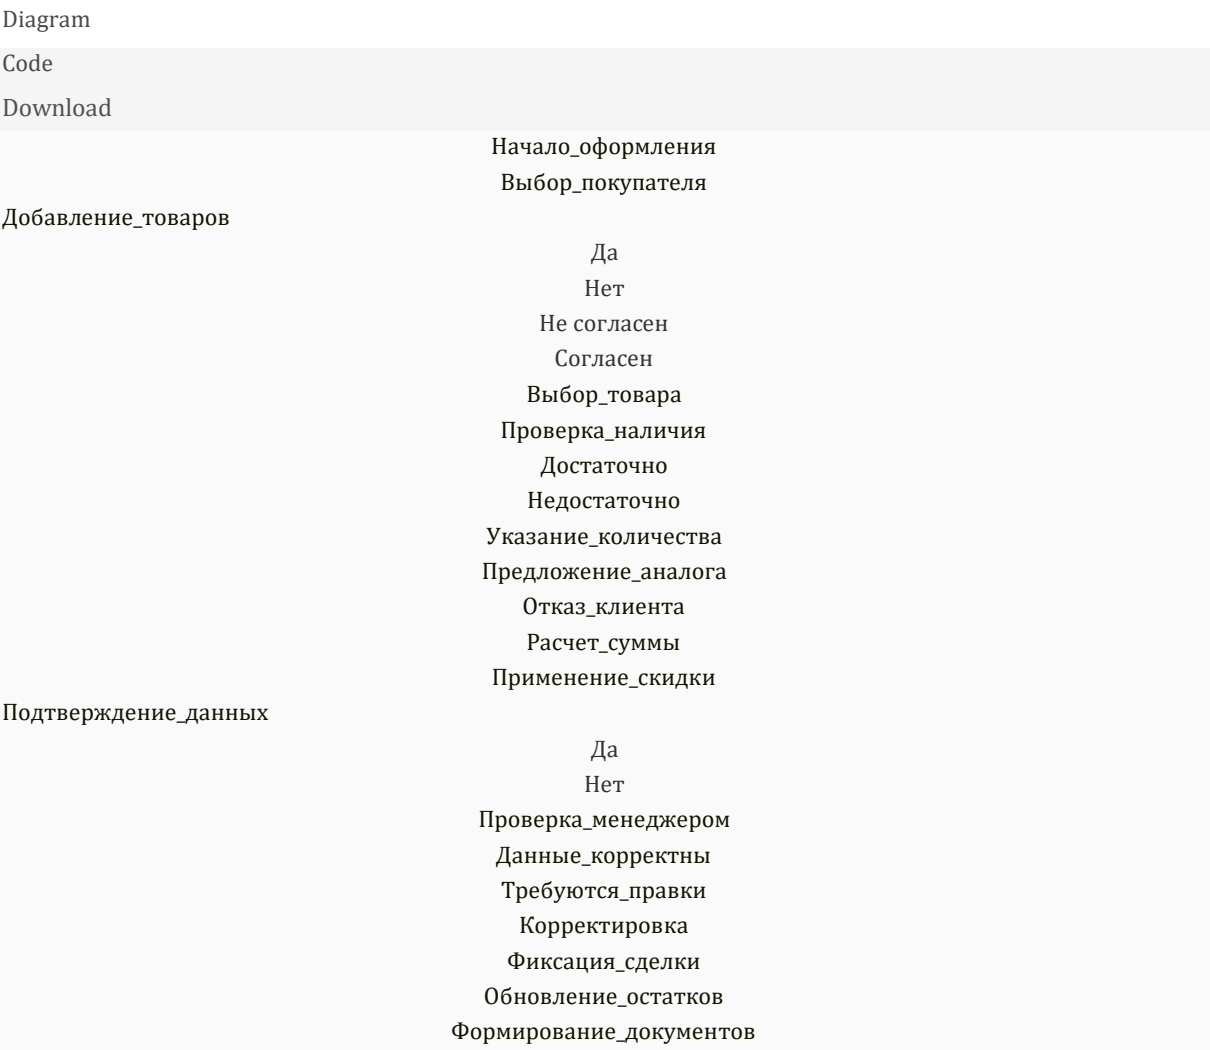 Diagram
Code
Download
Начало_оформления
Выбор_покупателя
Добавление_товаров
Да
Нет
Не согласен
Согласен
Выбор_товара
Проверка_наличия
Достаточно
Недостаточно
Указание_количества
Предложение_аналога
Отказ_клиента
Расчет_суммы
Применение_скидки
Подтверждение_данных
Да
Нет
Проверка_менеджером
Данные_корректны
Требуются_правки
Корректировка
Фиксация_сделки
Обновление_остатков
Формирование_документов